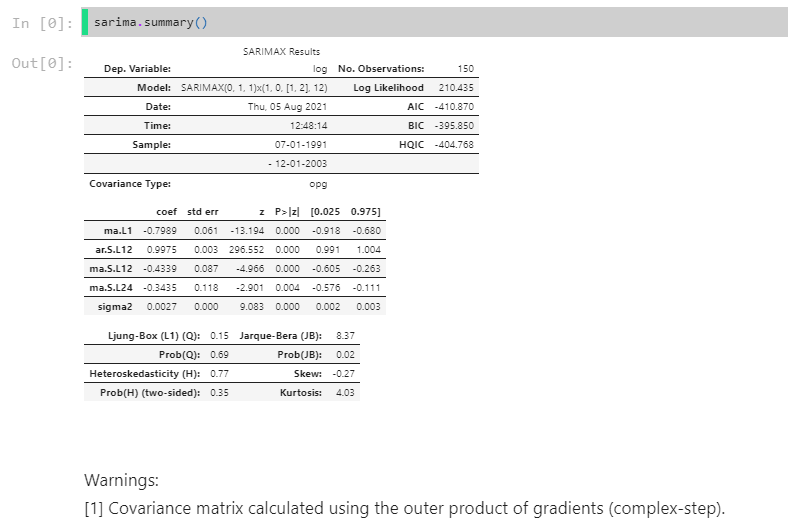 In [0]: sarima.summary()
Out[0]:
SARIMAX Results
Dep. Variable: log No. Observations: 150
Model: SARIMAX(0, 1, 1)x(1, 0, [1, 2], 12) Log Likelihood 210.435
Date: Thu, 05 Aug 2021 AIC -410.870
Time: 12:48:14 BIC -395.850
Sample: 07-01-1991 HQIC -404.768
- 12-01-2003
Covariance Type: opg
coef std err z P>|z| [0.025 0.975]
ma.L1 -0.7989 0.061 -13.194 0.000 -0.918 -0.680
ar.S.L12 0.9975 0.003 296.552 0.000 0.991 1.004
ma.S.L12 -0.4339 0.087 -4.966 0.000 -0.605 -0.263
ma.S.L24 -0.3435 0.118 -2.901 0.004 -0.576 -0.111
sigma2 0.0027 0.000 9.083 0.000 0.002 0.003
Ljung-Box (L1) (Q): 0.15 Jarque-Bera (JB): 8.37
Prob(Q): 0.69 Prob(JB): 0.02
Heteroskedasticity (H): 0.77 Skew: -0.27
Prob(H) (two-sided): 0.35 Kurtosis: 4.03
Warnings:
[1] Covariance matrix calculated using the outer product of gradients (complex-step).